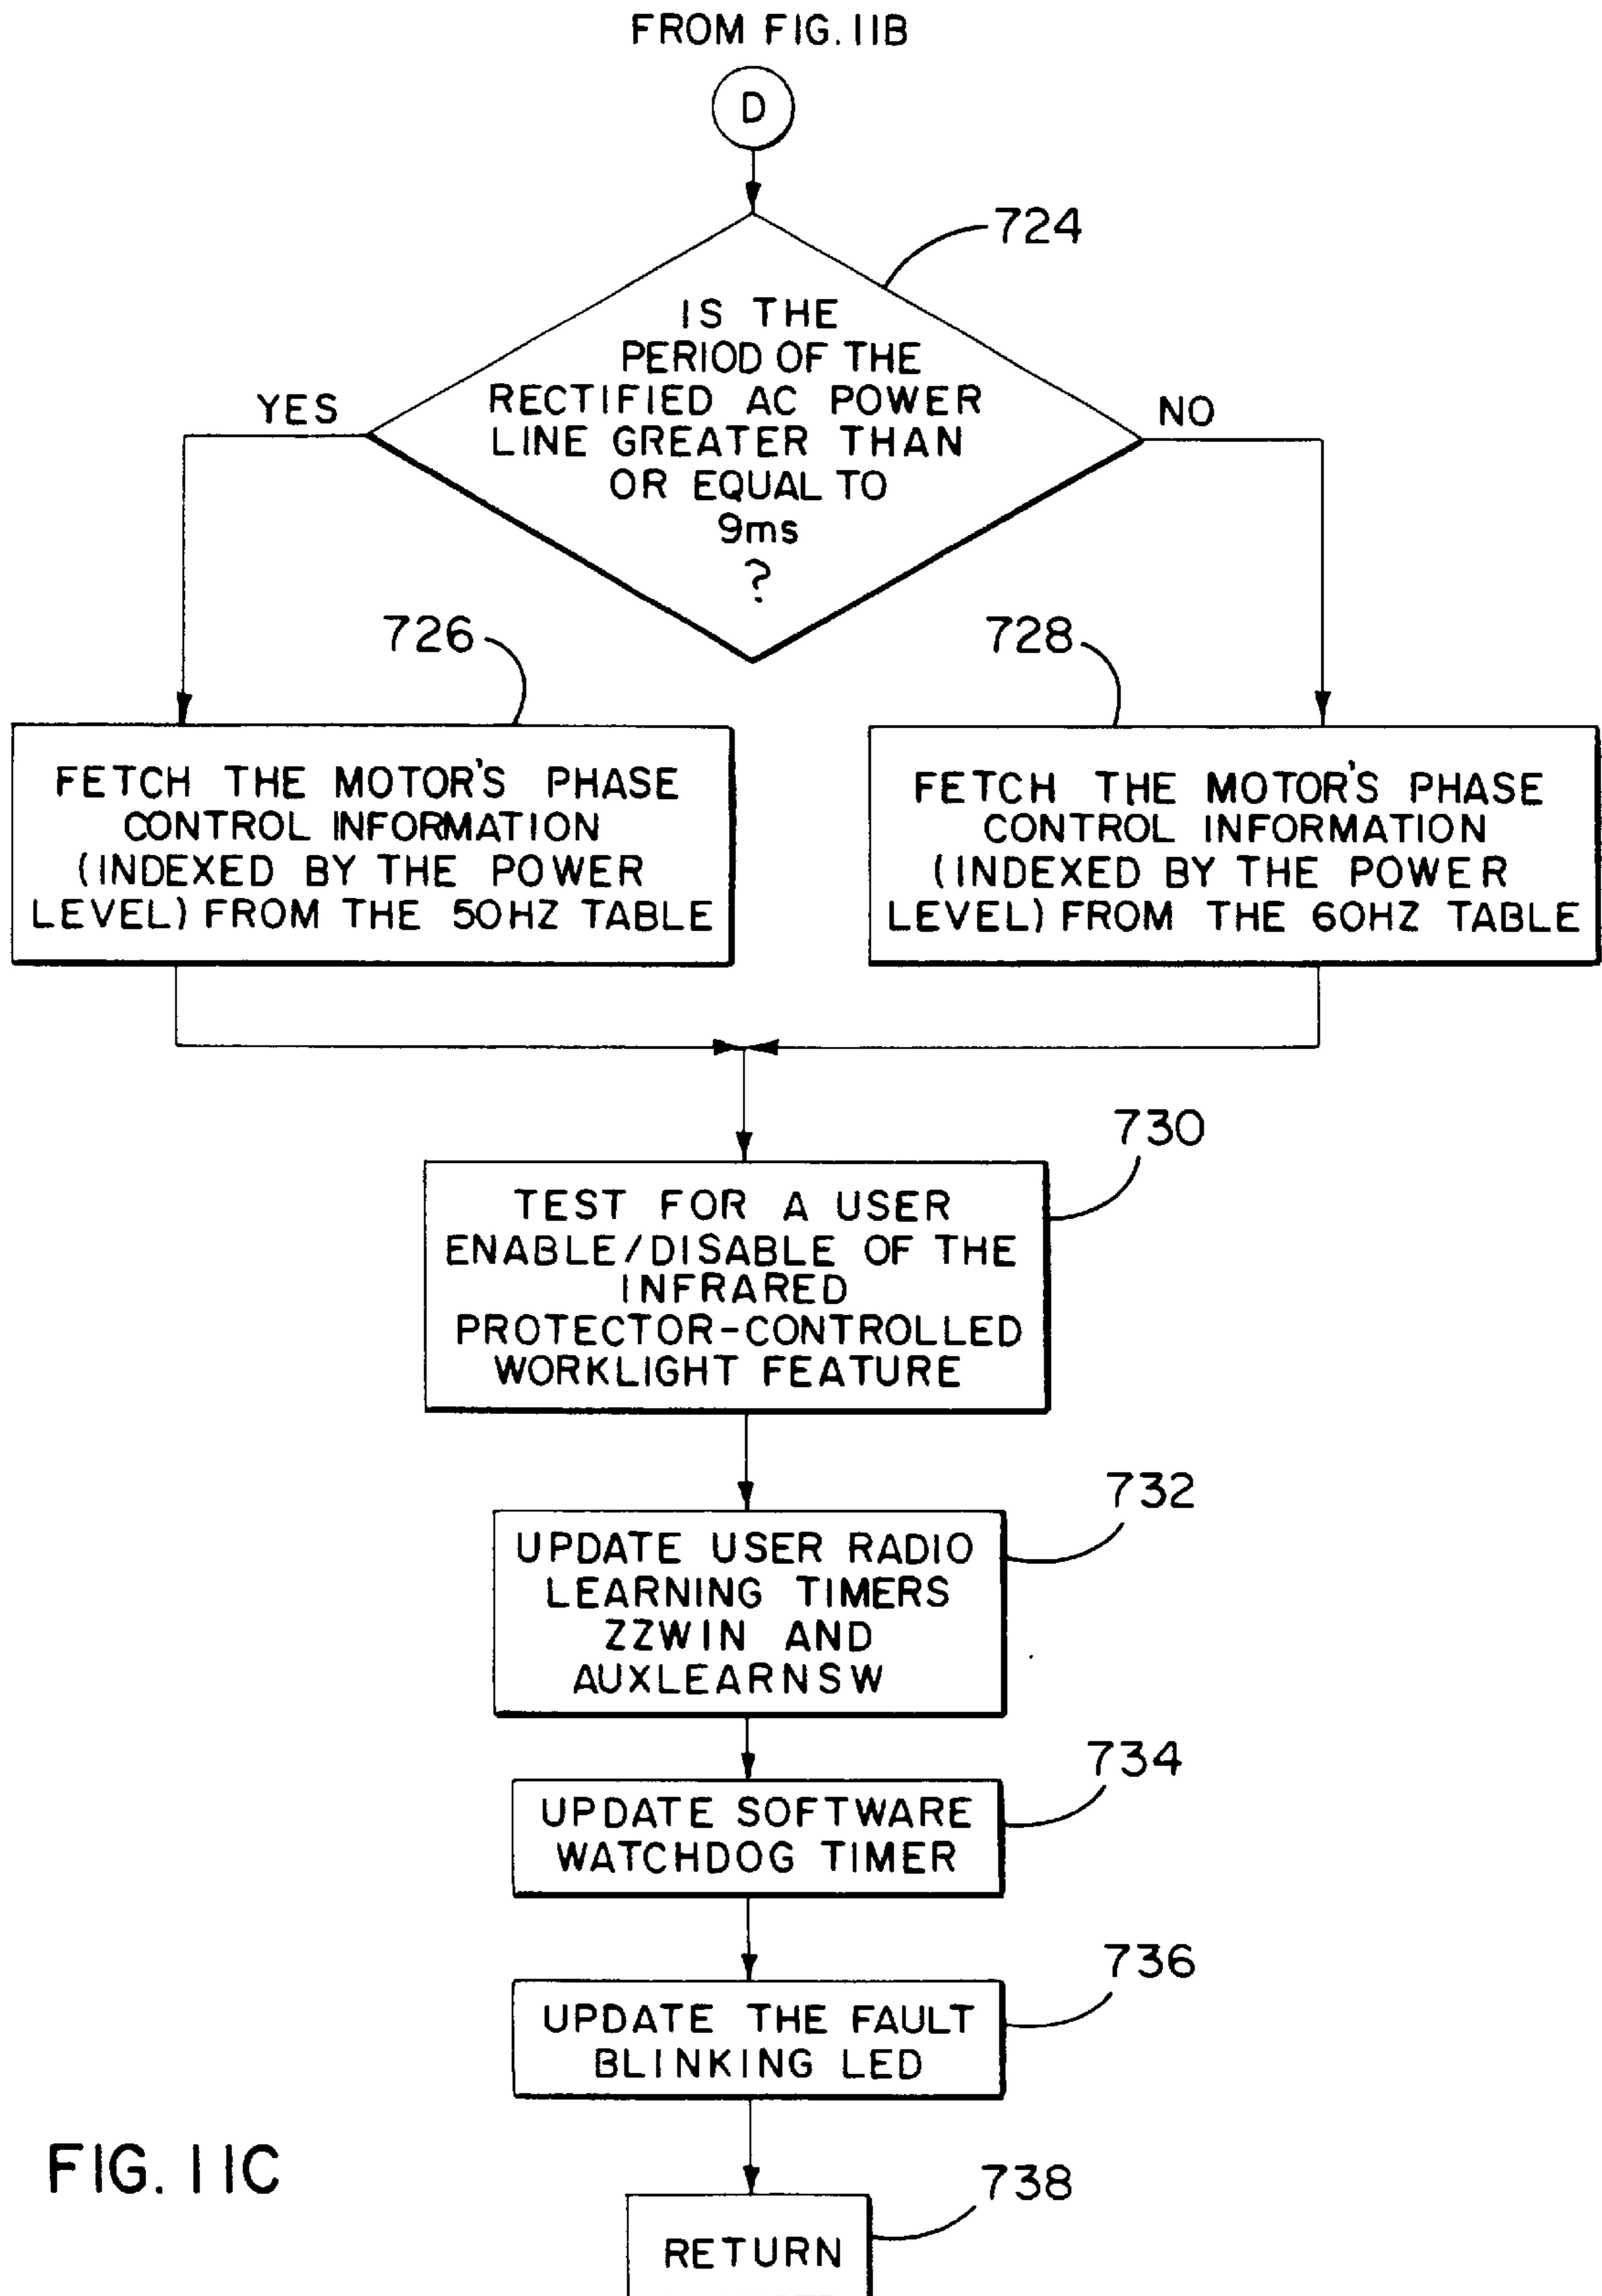 FROM FIG. 11B
D
724
IS THE
PERIOD OF THE
RECTIFIED AC POWER
LINE GREATER THAN
OR EQUAL TO
9ms
?
YES
NO
726
728
FETCH THE MOTOR'S PHASE
CONTROL INFORMATION
(INDEXED BY THE POWER
LEVEL) FROM THE 50HZ TABLE
FETCH THE MOTOR'S PHASE
CONTROL INFORMATION
(INDEXED BY THE POWER
LEVEL) FROM THE 60HZ TABLE
730
TEST FOR A USER
ENABLE/DISABLE OF THE
INFRARED
PROTECTOR-CONTROLLED
WORKLIGHT FEATURE
732
UPDATE USER RADIO
LEARNING TIMERS
ZZWIN AND
AUXLEARNSW
734
UPDATE SOFTWARE
WATCHDOG TIMER
736
UPDATE THE FAULT
BLINKING LED
FIG. 11C
738
RETURN